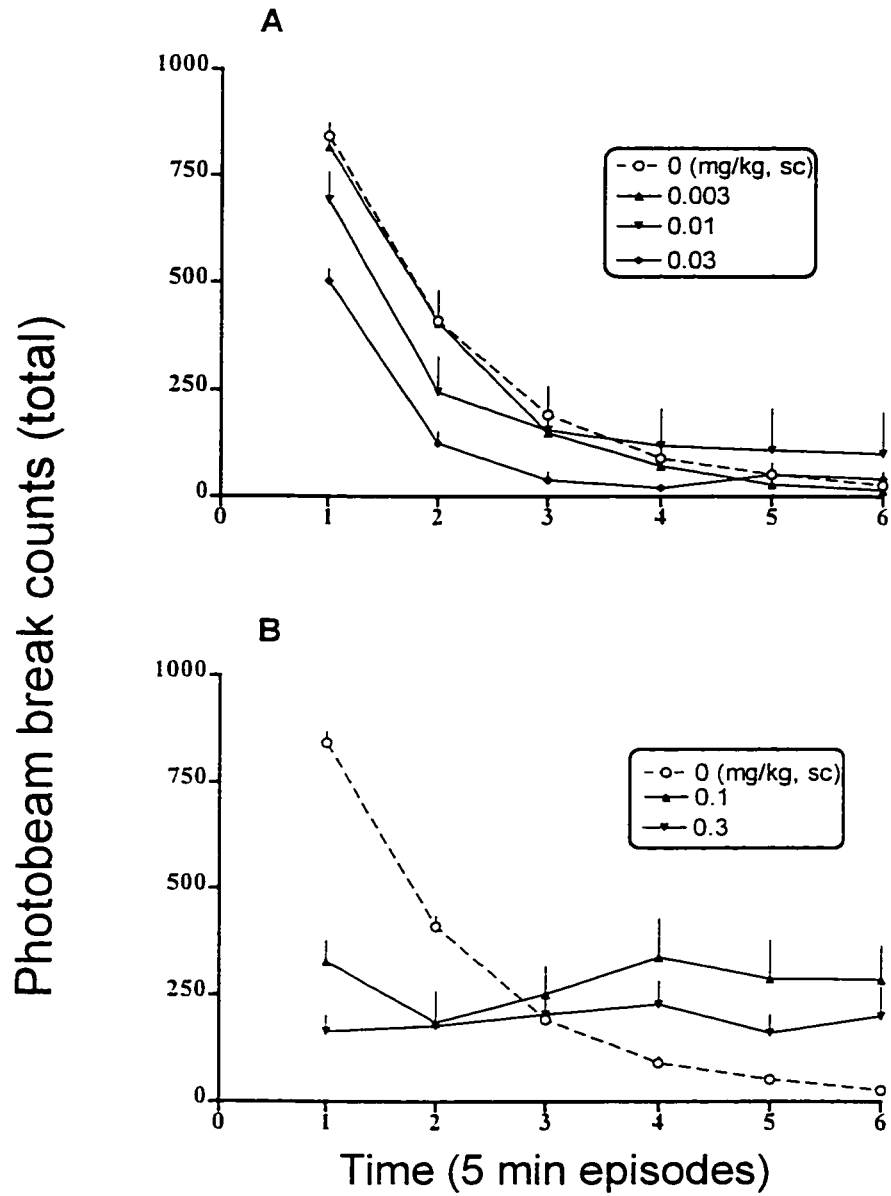 A
1000
750
500
250
0
0 1 2 3 4 5 6
0 (mg/kg, sc)
0.003
0.01
0.03
Photobeam break counts (total)
B
1000
750
500
250
0
0 1 2 3 4 5 6
0 (mg/kg, sc)
0.1
0.3
Time (5 min episodes)